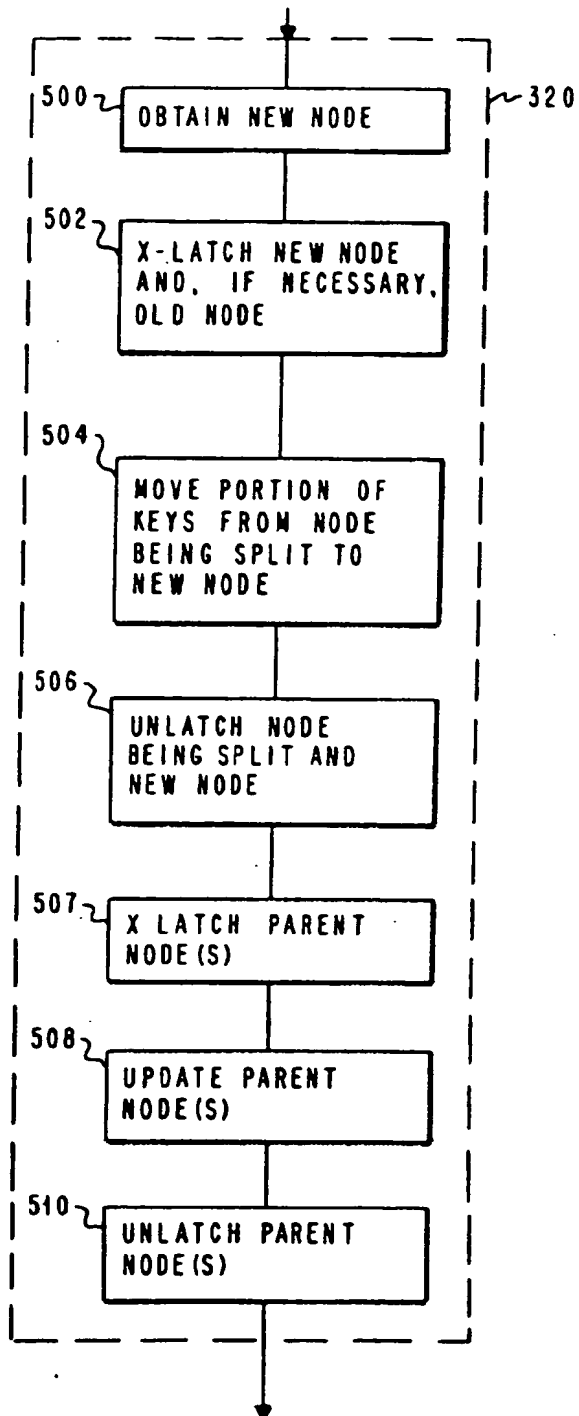 320
500
OBTAIN NEW NODE
502
X-LATCH NEW NODE
AND, IF NECESSARY,
OLD NODE
504
MOVE PORTION OF
KEYS FROM NODE
BEING SPLIT TO
NEW NODE
506
UNLATCH NODE
BEING SPLIT AND
NEW NODE
507
X LATCH PARENT
NODE(S)
508
UPDATE PARENT
NODE(S)
510
UNLATCH PARENT
NODE(S)